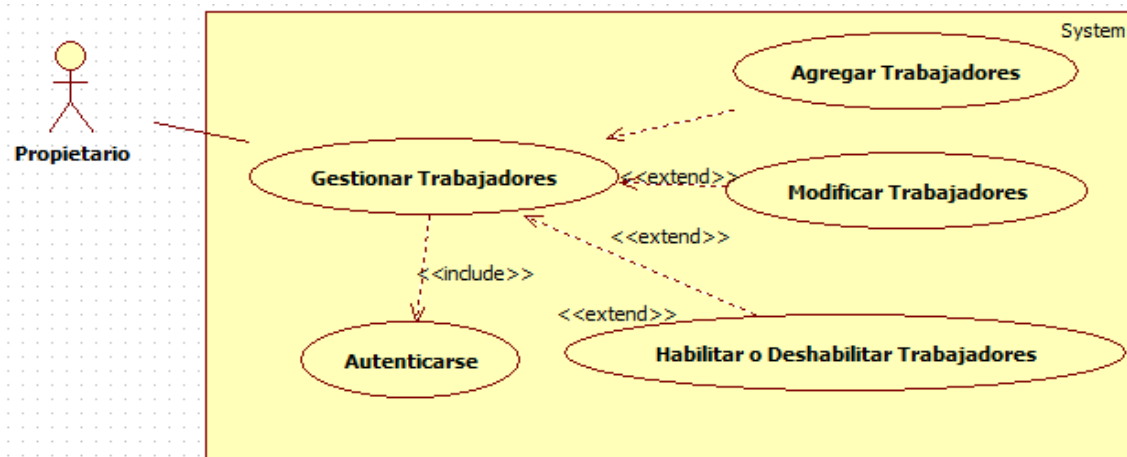 System
Agregar Trabajadores
Propietario
Gestionar Trabajadores
<<extend>>
Modificar Trabajadores
<<extend>>
<<include>>
<<extend>>
Autenticarse
Habilitar o Deshabilitar Trabajadores